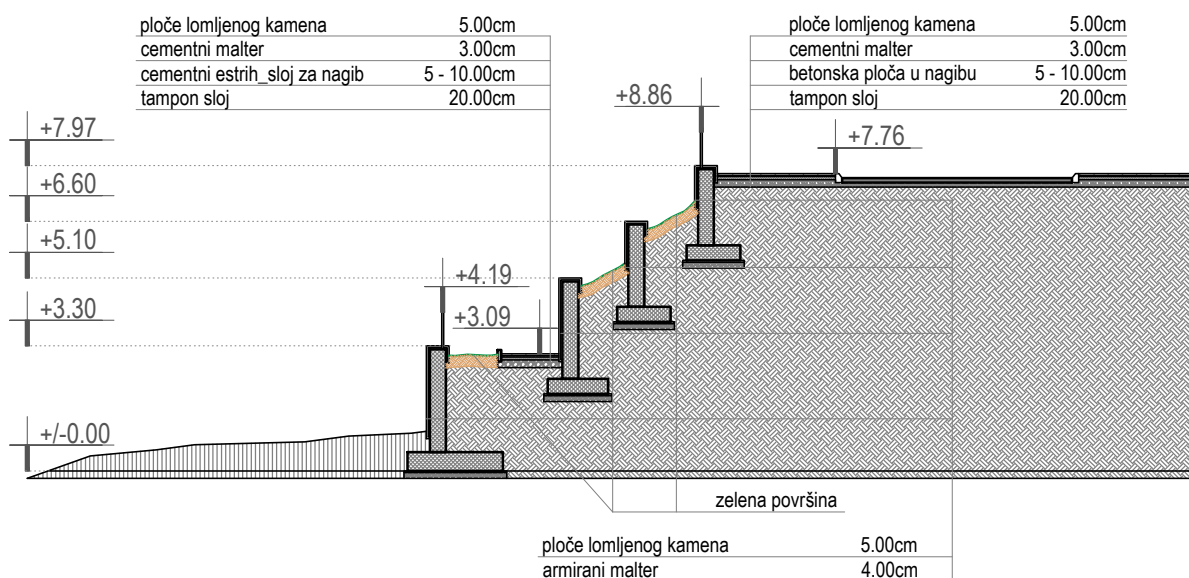 ploče lomljenog kamena 5.00cm
cementni malter 3.00cm
cementni estrih_sloj za nagib 5 - 10.00cm
tampon sloj 20.00cm
ploče lomljenog kamena 5.00cm
cementni malter 3.00cm
betonska ploča u nagibu 5 - 10.00cm
tampon sloj 20.00cm
+8.86
+7.97
+7.76
+6.60
+5.10
+4.19
+3.30
+3.09
+/-0.00
zelena površina
ploče lomljenog kamena 5.00cm
armirani malter 4.00cm